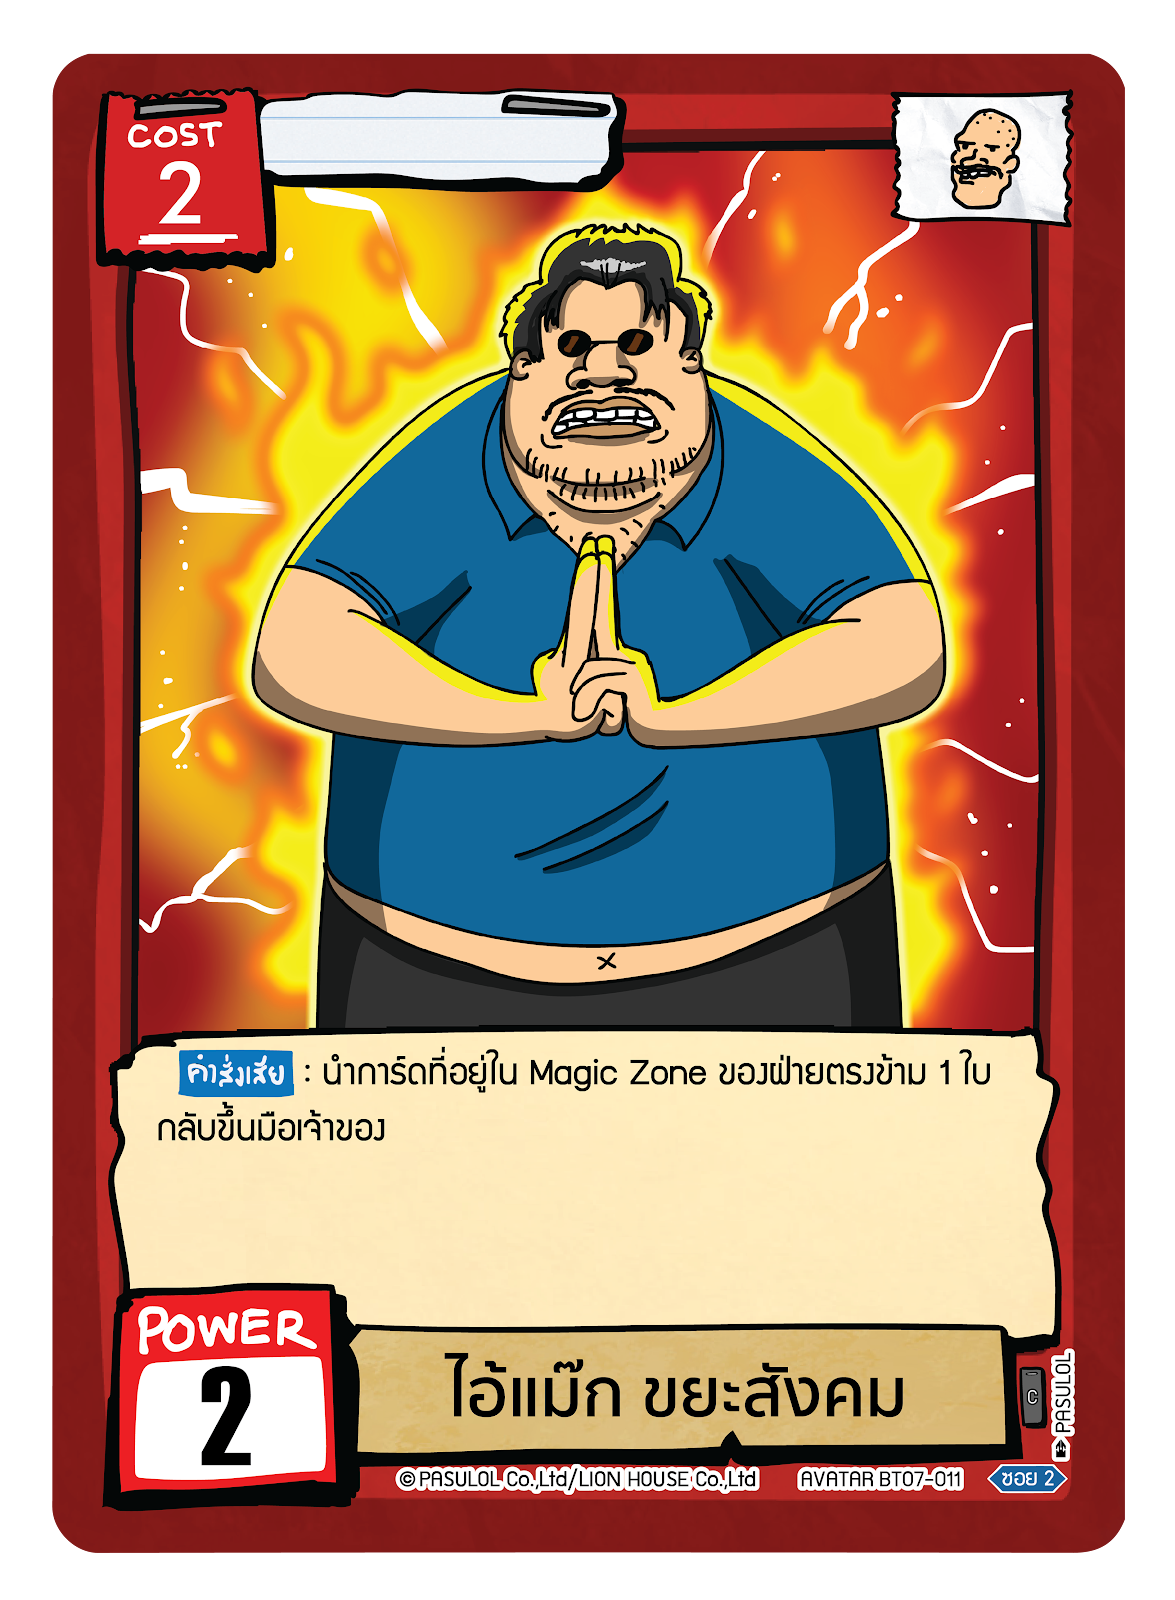 COST
2
คำสั่งเสีย : นำการ์ดที่อยู่ใน Magic Zone ของฝ่ายตรงข้าม 1 ใบ
กลับขึ้นมือเจ้าของ
POWER
2
ไอ้แม๊ก ขยะสังคม
C
PASULOL
© PASULOL Co.,Ltd/LION HOUSE Co.,Ltd
AVATAR BT07-011
ซอย 2